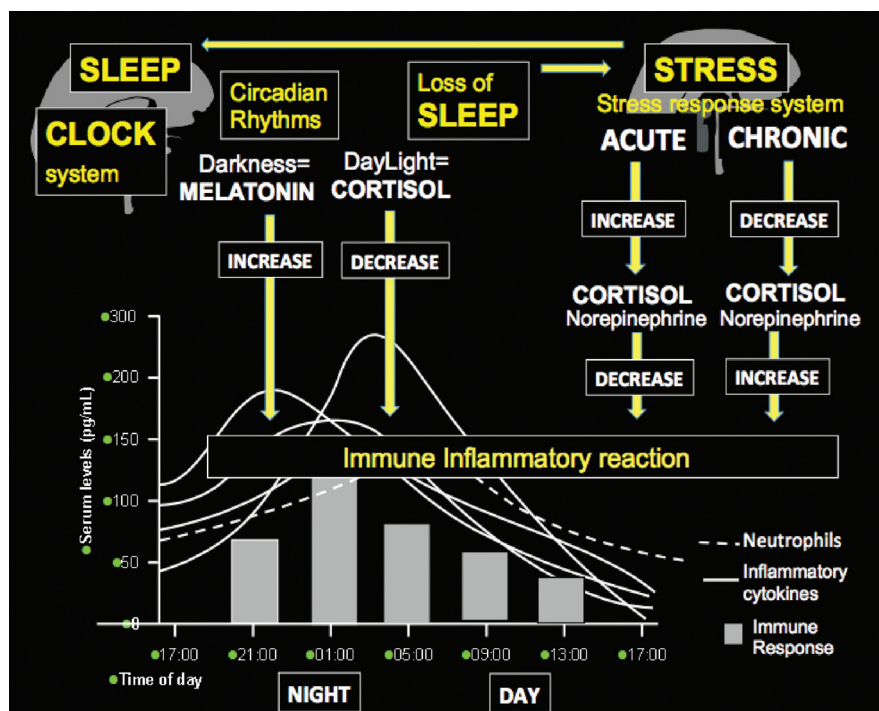 SLEEP
CLOCK
system
Circadian
Rhythms
Loss of
SLEEP
STRESS
Stress response system
ACUTE
CHRONIC
Darkness=
MELATONIN
DayLight=
CORTISOL
INCREASE
DECREASE
INCREASE
DECREASE
CORTISOL
Norepinephrine
CORTISOL
Norepinephrine
DECREASE
INCREASE
Immune Inflammatory reaction
Serum levels (pg/mL)
300
200
150
100
50
0
17:00
21:00
01:00
05:00
09:00
13:00
17:00
Time of day
NIGHT
DAY
Neutrophils
Inflammatory
cytokines
Immune
Response